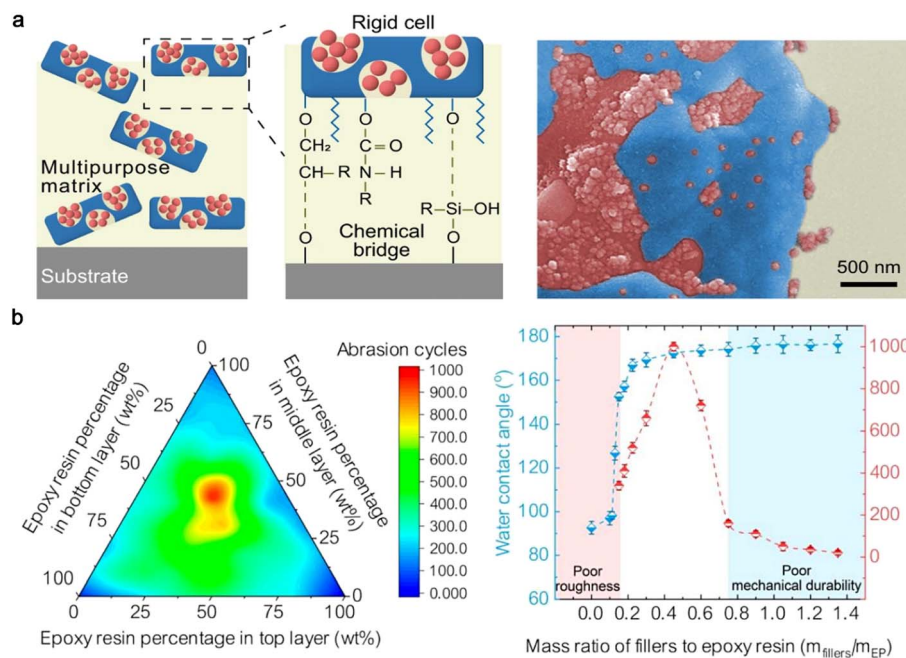 a
Rigid cell
Multipurpose
matrix
Substrate
O
O
O
CH₂
C=O
CH-R
N-H
R
R-Si-OH
Chemical
bridge
O
O
500 nm
b
Abrasion cycles
1000
900.0
800.0
700.0
600.0
500.0
400.0
300.0
200.0
100.0
0.000
Epoxy resin percentage
in bottom layer (wt%)
0
25
50
75
100
Epoxy resin percentage
in middle layer (wt%)
100
75
50
25
0
0
25
50
75
100
Epoxy resin percentage in top layer (wt%)
Water contact angle (°)
180
160
140
120
100
80
60
1000
800
600
400
200
0
Poor
roughness
Poor
mechanical durability
0.0
0.2
0.4
0.6
0.8
1.0
1.2
1.4
Mass ratio of fillers to epoxy resin (m fillers/m EP)